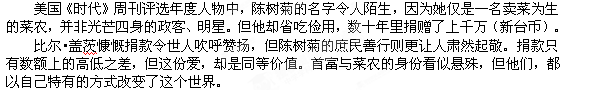 美国《时代》周刊评选年度人物中，陈树菊的名字令人陌生，因为她仅是一名卖菜为生
的菜农，并非光芒四身的政客、明星。但他却省吃俭用，数十年里捐赠了上千万（新台币）。
比尔·盖茨慷慨捐款令世人吹呼赞扬，但陈树菊的庶民善行则更让人肃然起敬。捐款只
有数额上的高低之差，但这份爱，却是同等价值。首富与菜农的身份看似悬殊，但他们，都
以自己特有的方式改变了这个世界。